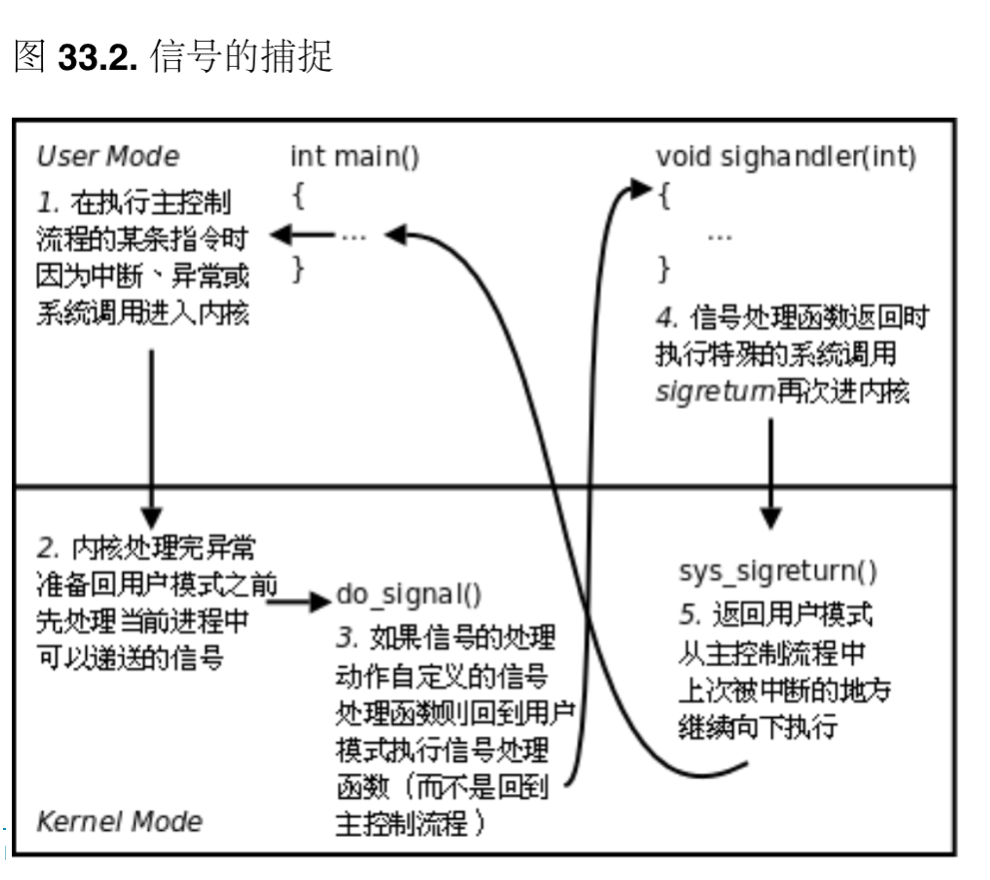 图 33.2. 信号的捕捉
User Mode
1. 在执行主控制
流程的某条指令时
因为中断、异常或
系统调用进入内核
int main()
{
...
}
void sighandler(int)
{
...
}
4. 信号处理函数返回时
执行特殊的系统调用
sigreturn再次进内核
2. 内核处理完异常
准备回用户模式之前
先处理当前进程中
可以递送的信号
do_signal()
3. 如果信号的处理
动作自定义的信号
处理函数则回到用户
模式执行信号处理
函数（而不是回到
主控制流程）
sys_sigreturn()
5. 返回用户模式
从主控制流程中
上次被中断的地方
继续向下执行
Kernel Mode